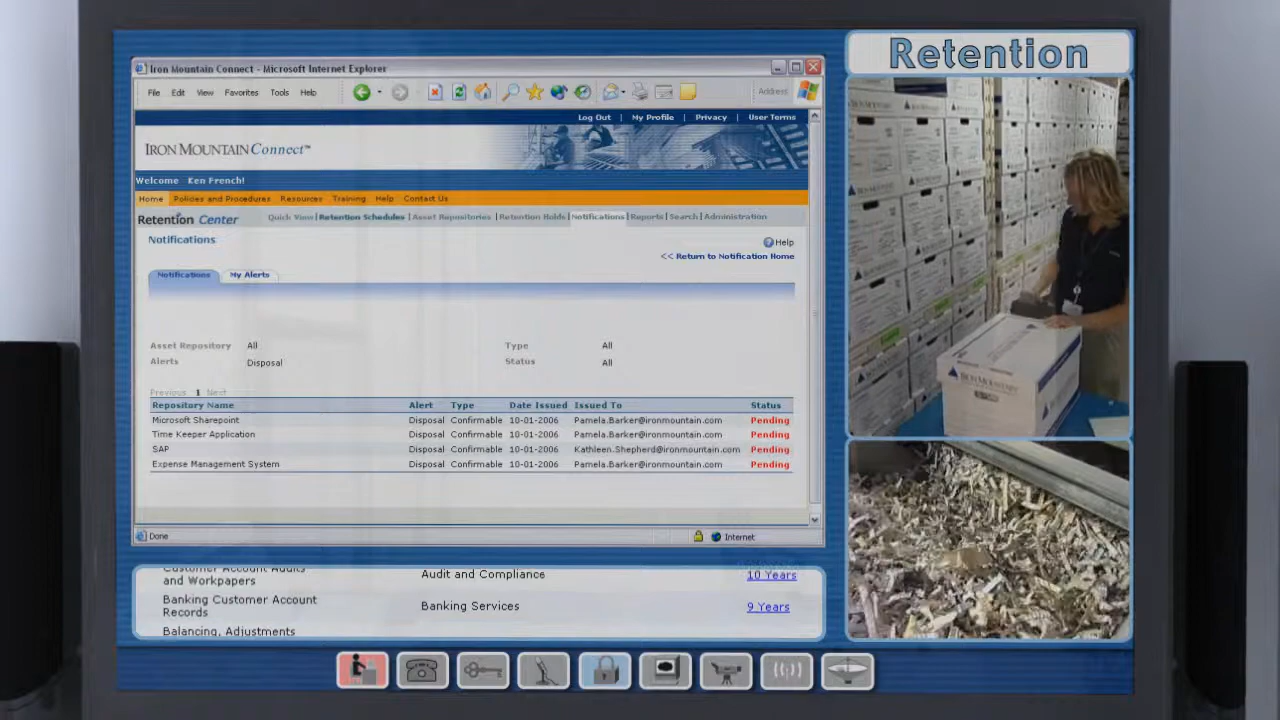 Retention
Iron Mountain Connect - Microsoft Internet Explorer
File Edit View Favorites Tools Help Address
Log Out | My Profile | Privacy | User Terms
IRON MOUNTAIN Connect™
Welcome Ken French!
Home Policies and Procedures Resources Training Help Contact Us
Retention Center Quick View | Retention Schedules | Asset Repositories | Retention Holds | Notifications | Reports | Search | Administration
Notifications
Help
<< Return to Notification Home
Notifications My Alerts
Asset Repository All Type All
Alerts Disposal Status All
Previous 1 Next
Repository Name Alert Type Date Issued Issued To Status
Microsoft Sharepoint Disposal Confirmable 10-01-2006 Pamela.Barker@ironmountain.com Pending
Time Keeper Application Disposal Confirmable 10-01-2006 Pamela.Barker@ironmountain.com Pending
SAP Disposal Confirmable 10-01-2006 Kathleen.Shepherd@ironmountain.com Pending
Expense Management System Disposal Confirmable 10-01-2006 Pamela.Barker@ironmountain.com Pending
Done Internet
Customer Account Audits
and Workpapers Audit and Compliance 10 Years
Banking Customer Account
Records Banking Services 9 Years
Balancing, Adjustments
IRON MOUNTAIN